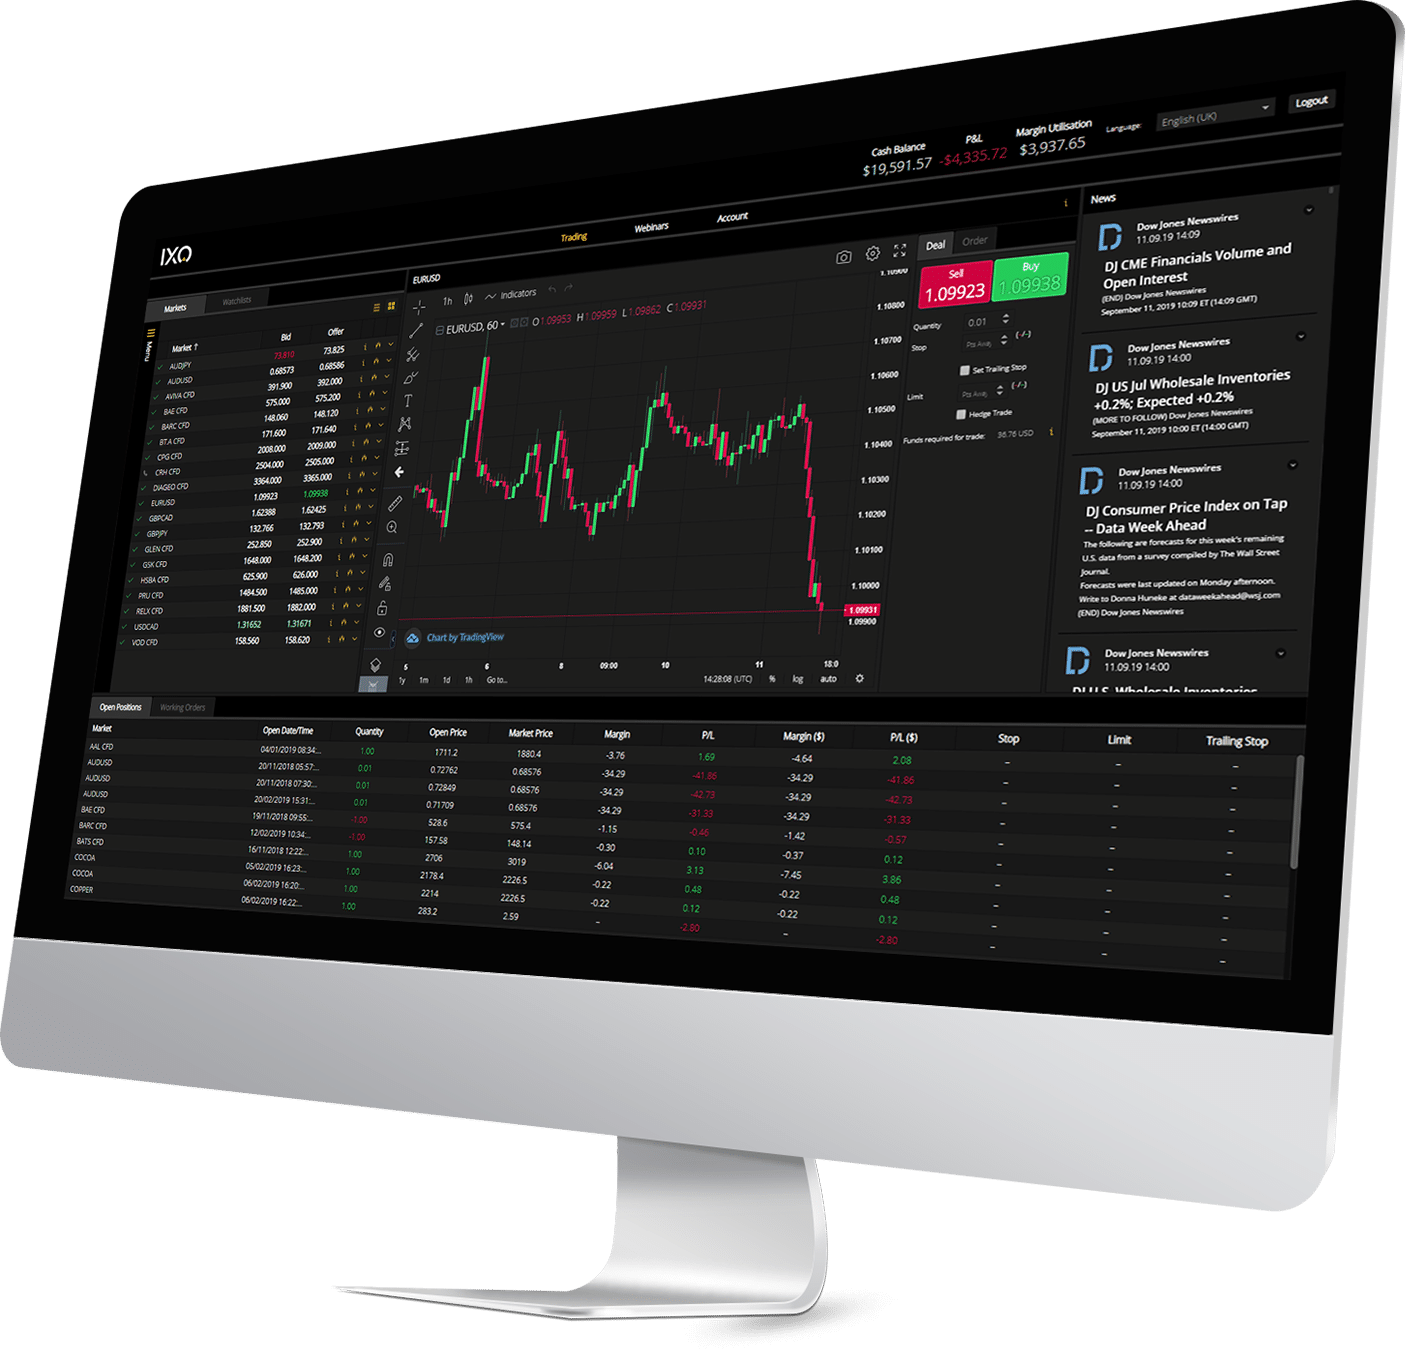 Cash Balance P&L Margin Utilisation Language: English (UK) Logout
$19,591.57 -$4,335.72 $3,937.65
IXO
Trading Webinars Account
Markets Watchlists
Menu
Market ↑ Bid Offer
AUDJPY 73.810 73.825
AUDUSD 0.68573 0.68586
AVIVA CFD 391.900 392.000
BAE CFD 575.000 575.200
BARC CFD 148.060 148.120
BTA CFD 171.600 171.640
CPG CFD 2008.000 2009.000
CRH CFD 2504.000 2505.000
DIAGEO CFD 3364.000 3365.000
EURUSD 1.09923 1.09938
GBPCAD 1.62388 1.62425
GBPJPY 132.766 132.793
GLEN CFD 252.850 252.900
GSK CFD 1648.000 1648.200
HSBA CFD 625.900 626.000
PRU CFD 1484.500 1485.000
RELX CFD 1881.500 1882.000
USDCAD 1.31652 1.31671
VOD CFD 158.560 158.620
EURUSD
1h Indicators
EURUSD, 60 O1.09953 H1.09959 L1.09862 C1.09931
1.10900
1.10800
1.10700
1.10600
1.10500
1.10400
1.10300
1.10200
1.10100
1.10000
1.09931
1.09900
Chart by TradingView
5 6 8 09:00 10 11 18:0
1y 1m 1d 1h Go to... 14:28:08 (UTC) % log auto
Deal Order
Sell Buy
1.09923 1.09938
Quantity 0.01
Stop Pts Away (-/-)
Set Trailing Stop
Limit Pts Away (-/-)
Hedge Trade
Funds required for trade: 36.76 USD
News
Dow Jones Newswires
11.09.19 14:09
DJ CME Financials Volume and
Open Interest
(END) Dow Jones Newswires
September 11, 2019 10:09 ET (14:09 GMT)
Dow Jones Newswires
11.09.19 14:00
DJ US Jul Wholesale Inventories
+0.2%; Expected +0.2%
(MORE TO FOLLOW) Dow Jones Newswires
September 11, 2019 10:00 ET (14:00 GMT)
Dow Jones Newswires
11.09.19 14:00
DJ Consumer Price Index on Tap
-- Data Week Ahead
The following are forecasts for this week's remaining
U.S. data from a survey compiled by The Wall Street
Journal.
Forecasts were last updated on Monday afternoon.
Write to Donna Huneke at dataweekahead@wsj.com
(END) Dow Jones Newswires
Dow Jones Newswires
11.09.19 14:00
DJ U.S. Wholesale Inventories
Open Positions Working Orders
Market Open Date/Time Quantity Open Price Market Price Margin P/L Margin ($) P/L ($) Stop Limit Trailing Stop
AAL CFD 04/01/2019 08:34:... 1.00 1711.2 1880.4 -3.76 1.69 -4.64 2.08 – – –
AUDUSD 20/11/2018 05:57:... 0.01 0.72762 0.68576 -34.29 -41.86 -34.29 -41.86 – – –
AUDUSD 20/11/2018 07:30:... 0.01 0.72849 0.68576 -34.29 -42.73 -34.29 -42.73 – – –
AUDUSD 20/02/2019 15:31:... 0.01 0.71709 0.68576 -34.29 -31.33 -34.29 -31.33 – – –
BAE CFD 19/11/2018 09:55:... -1.00 528.6 575.4 -1.15 -0.46 -1.42 -0.57 – – –
BARC CFD 12/02/2019 10:34:... -1.00 157.58 148.14 -0.30 0.10 -0.37 0.12 – – –
BATS CFD 16/11/2018 12:22:... 1.00 2706 3019 -6.04 3.13 -7.45 3.86 – – –
COCOA 05/02/2019 16:23:... 1.00 2178.4 2226.5 -0.22 0.48 -0.22 0.48 – – –
COCOA 06/02/2019 16:20:... 1.00 2214 2226.5 -0.22 0.12 -0.22 0.12 – – –
COPPER 06/02/2019 16:22:... 1.00 283.2 2.59 – -2.80 – -2.80 – – –